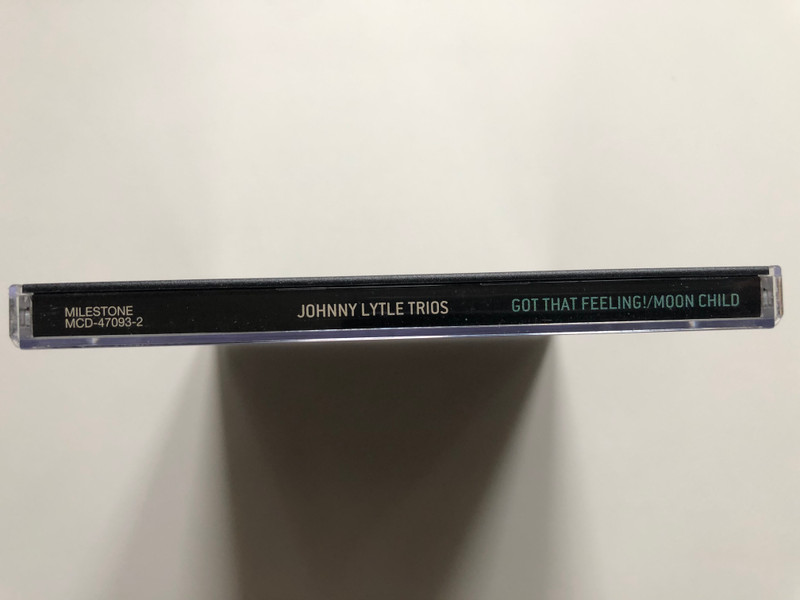 MILESTONE
MCD-47093-2
JOHNNY LYTLE TRIOS
GOT THAT FEELING!/MOON CHILD